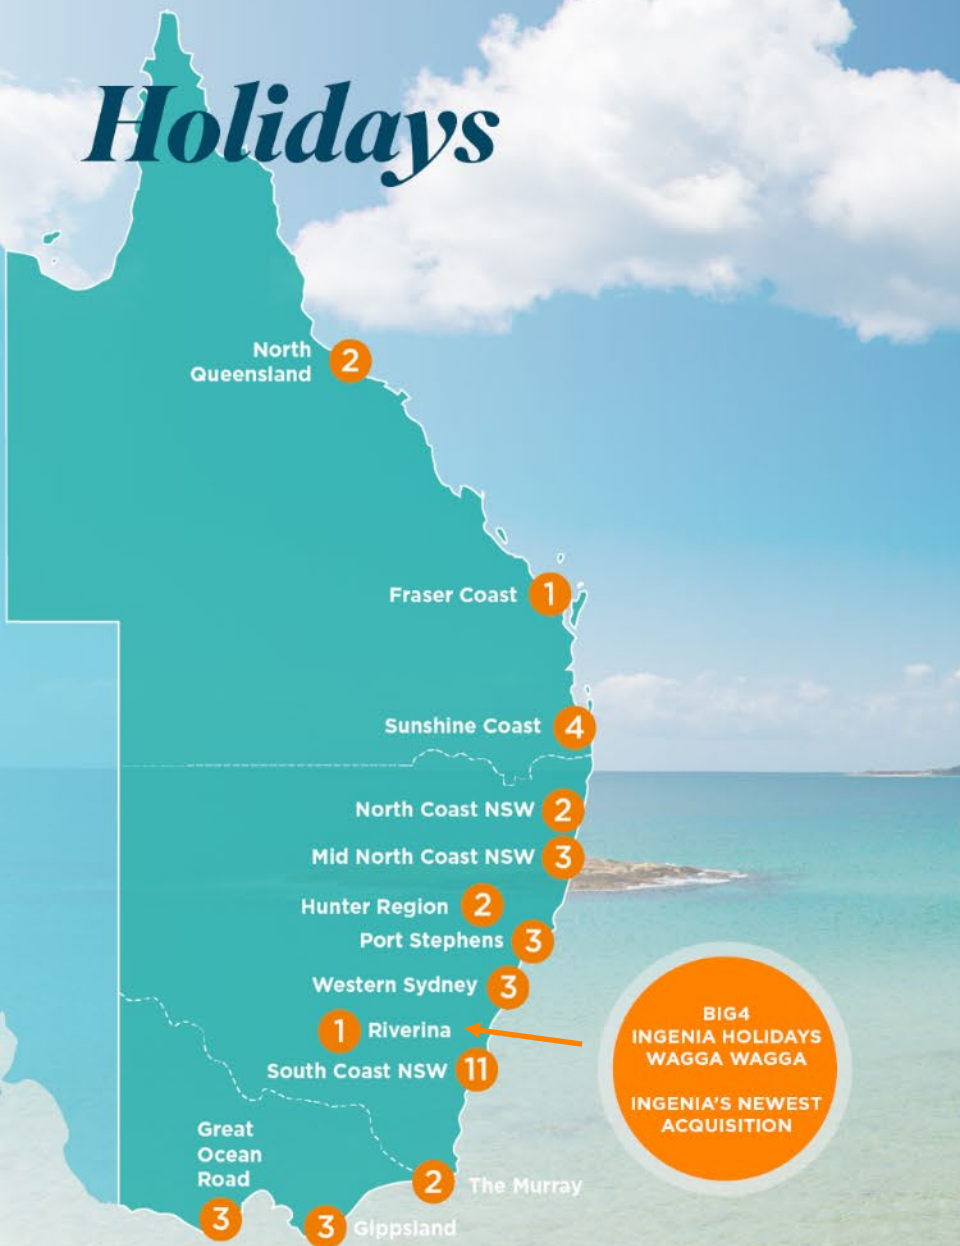 Holidays
North
Queensland
2
Fraser Coast
1
Sunshine Coast
4
North Coast NSW
2
Mid North Coast NSW
3
Hunter Region
2
Port Stephens
3
Western Sydney
3
1
Riverina
South Coast NSW
11
BIG4
INGENIA HOLIDAYS
WAGGA WAGGA
INGENIA'S NEWEST
ACQUISITION
Great
Ocean
Road
3
2
The Murray
3
Gippsland